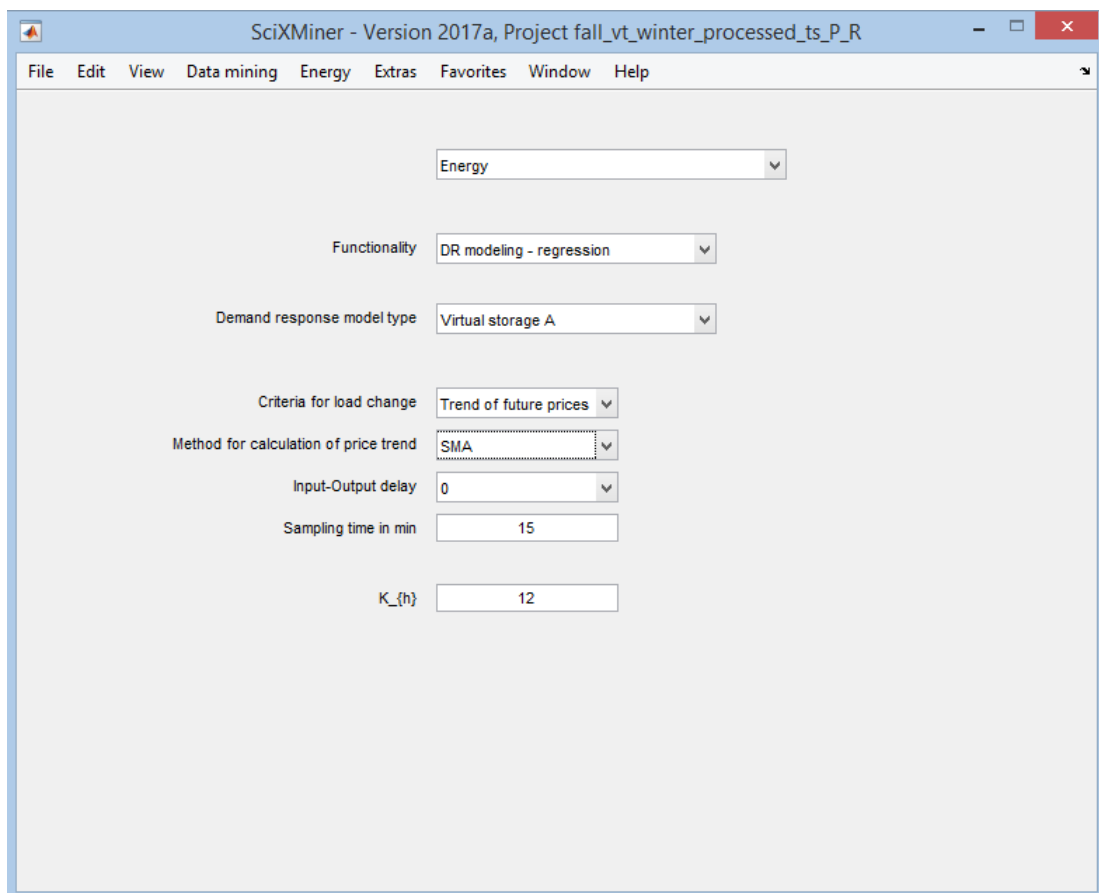 SciXMiner - Version 2017a, Project fall_vt_winter_processed_ts_P_R
File Edit View Data mining Energy Extras Favorites Window Help
Energy
Functionality DR modeling - regression
Demand response model type Virtual storage A
Criteria for load change Trend of future prices
Method for calculation of price trend SMA
Input-Output delay 0
Sampling time in min 15
K_{h} 12